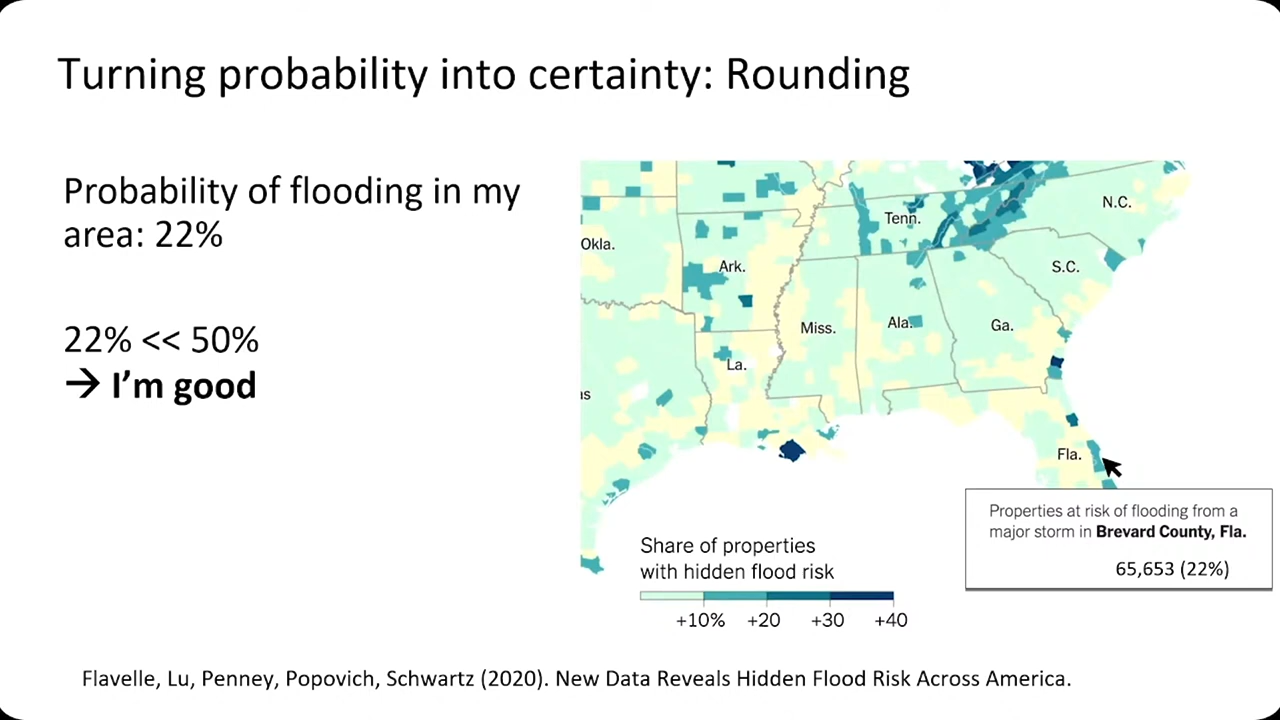 Turning probability into certainty: Rounding
Probability of flooding in my
area: 22%
22% << 50%
→ I’m good
Okla.
Ark.
Tenn.
N.C.
S.C.
Miss.
Ala.
Ga.
La.
as
Fla.
Properties at risk of flooding from a
major storm in Brevard County, Fla.
65,653 (22%)
Share of properties
with hidden flood risk
+10% +20 +30 +40
Flavelle, Lu, Penney, Popovich, Schwartz (2020). New Data Reveals Hidden Flood Risk Across America.